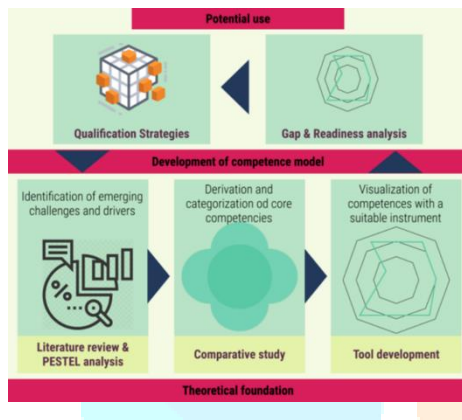 Potential use
Qualification Strategies
Gap & Readiness analysis
Development of competence model
Identification of emerging
challenges and drivers
Derivation and
categorization od core
competencies
Visualization of
competences with a
suitable instrument
%
Literature review &
PESTEL analysis
Comparative study
Tool development
Theoretical foundation